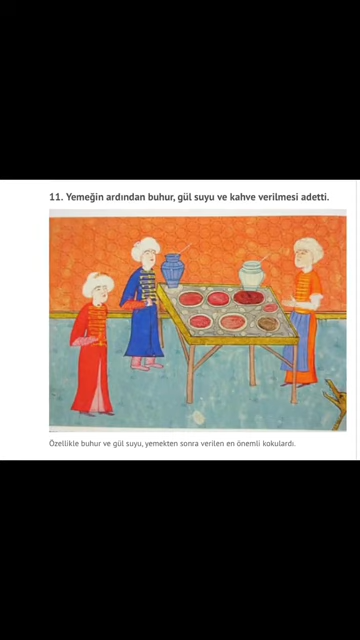 11. Yemeğin ardından buhur, gül suyu ve kahve verilmesi adetti.
Özellikle buhur ve gül suyu, yemekten sonra verilen en önemli kokulardı.